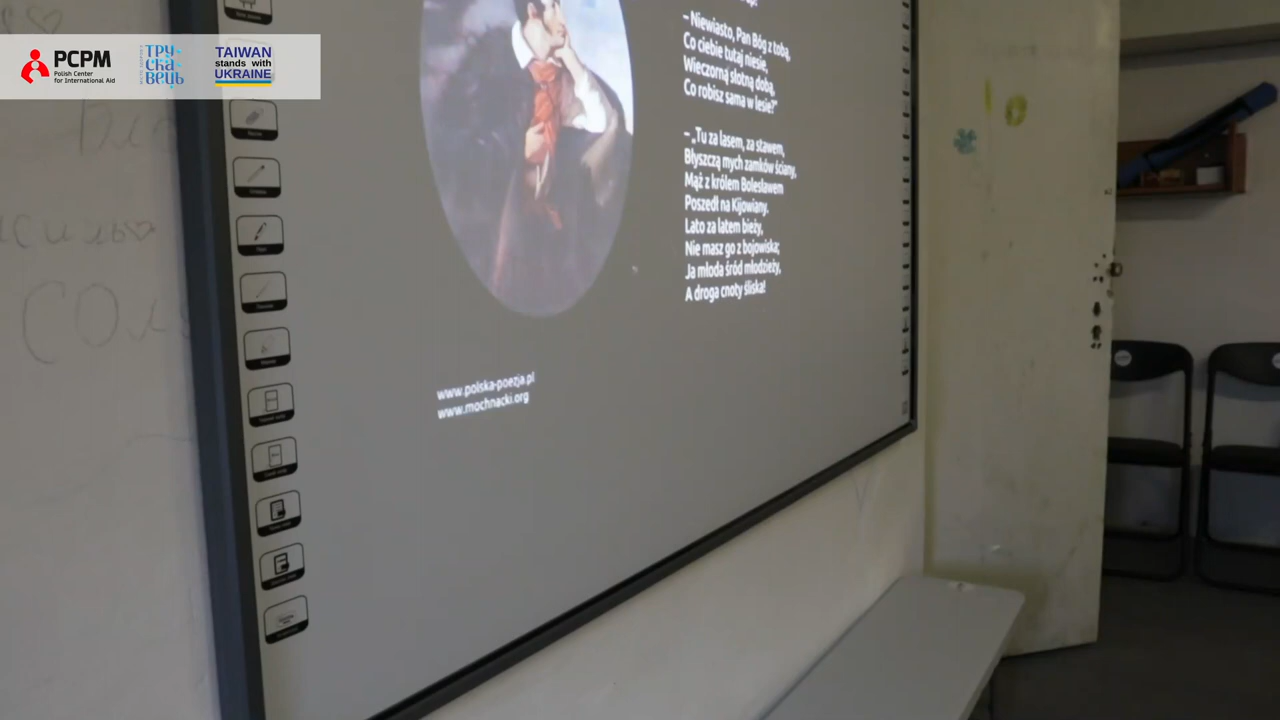 PCPM
Polish Center
for International Aid
ТРУ
СКА
ВЕЦЬ
TAIWAN
stands with
UKRAINE
– Niewiasto, Pan Bóg z tobą,
Co ciebie tutaj niesie,
Wieczorną słotną dobą,
Co robisz sama w lesie?"
– „Tu za lasem, za stawem,
Błyszczą mych zamków ściany,
Mąż z królem Bolesławem
Poszedł na Kijowiany.
Lato za latem bieży,
Nie masz go z bojowiska;
Ja młoda śród młodzieży,
A droga cnoty śliska!
www.polska-poezja.pl
www.mochnacki.org